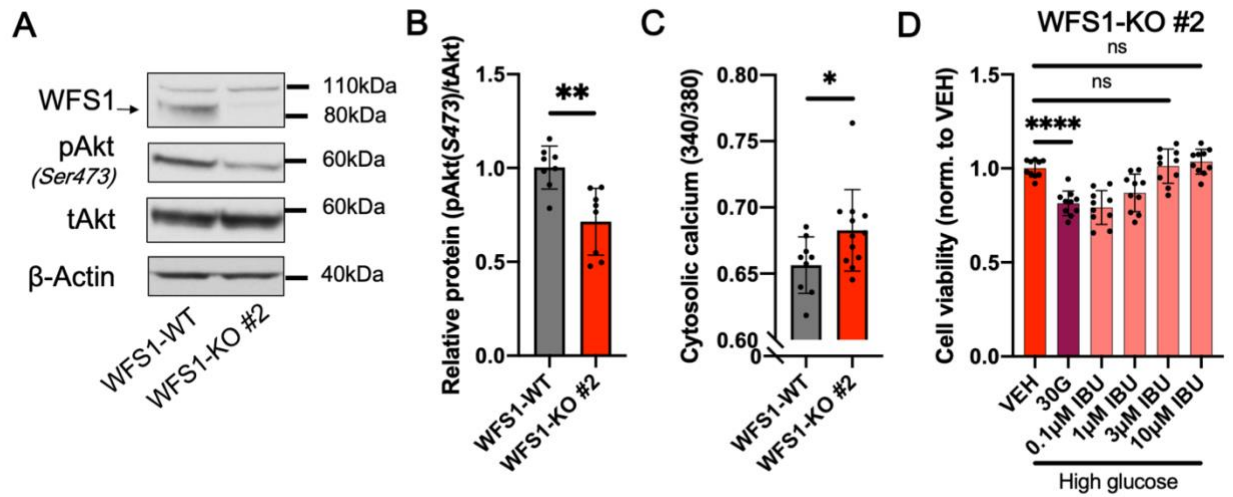 A
WFS1
110kDa
80kDa
pAkt
(Ser473)
60kDa
tAkt
60kDa
β-Actin
40kDa
WFS1-WT
WFS1-KO #2
B
Relative protein (pAkt(S473)/tAkt)
1.5
1.0
0.5
0.0
**
WFS1-WT
WFS1-KO #2
C
Cytosolic calcium (340/380)
0.80
0.75
0.70
0.65
0.60
0
*
WFS1-WT
WFS1-KO #2
D
WFS1-KO #2
Cell viability (norm. to VEH)
1.5
1.0
0.5
0.0
ns
ns
****
VEH
30G
0.1µM IBU
1µM IBU
3µM IBU
10µM IBU
High glucose